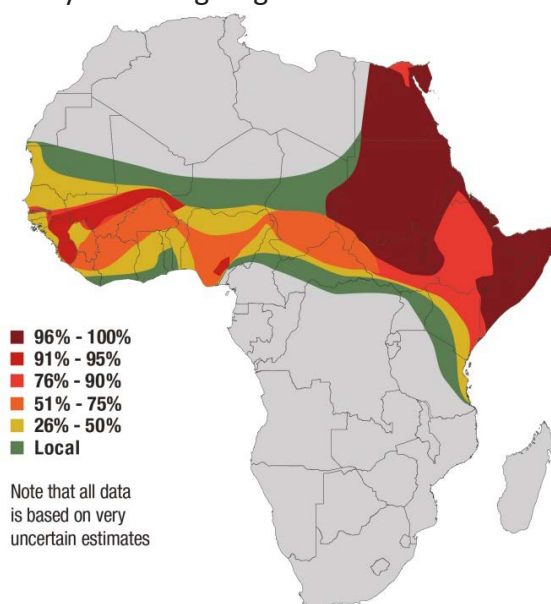 96% - 100%
91% - 95%
76% - 90%
51% - 75%
26% - 50%
Local
Note that all data
is based on very
uncertain estimates